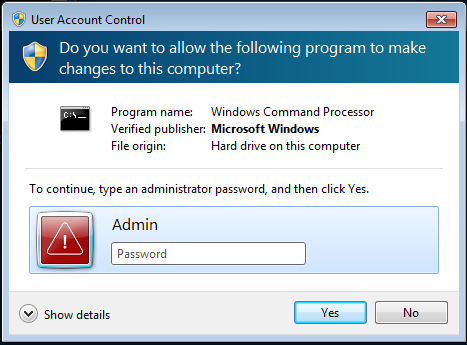 User Account Control
Do you want to allow the following program to make
changes to this computer?
C:\_
Program name: Windows Command Processor
Verified publisher: Microsoft Windows
File origin: Hard drive on this computer
To continue, type an administrator password, and then click Yes.
Admin
Password
Show details
Yes
No